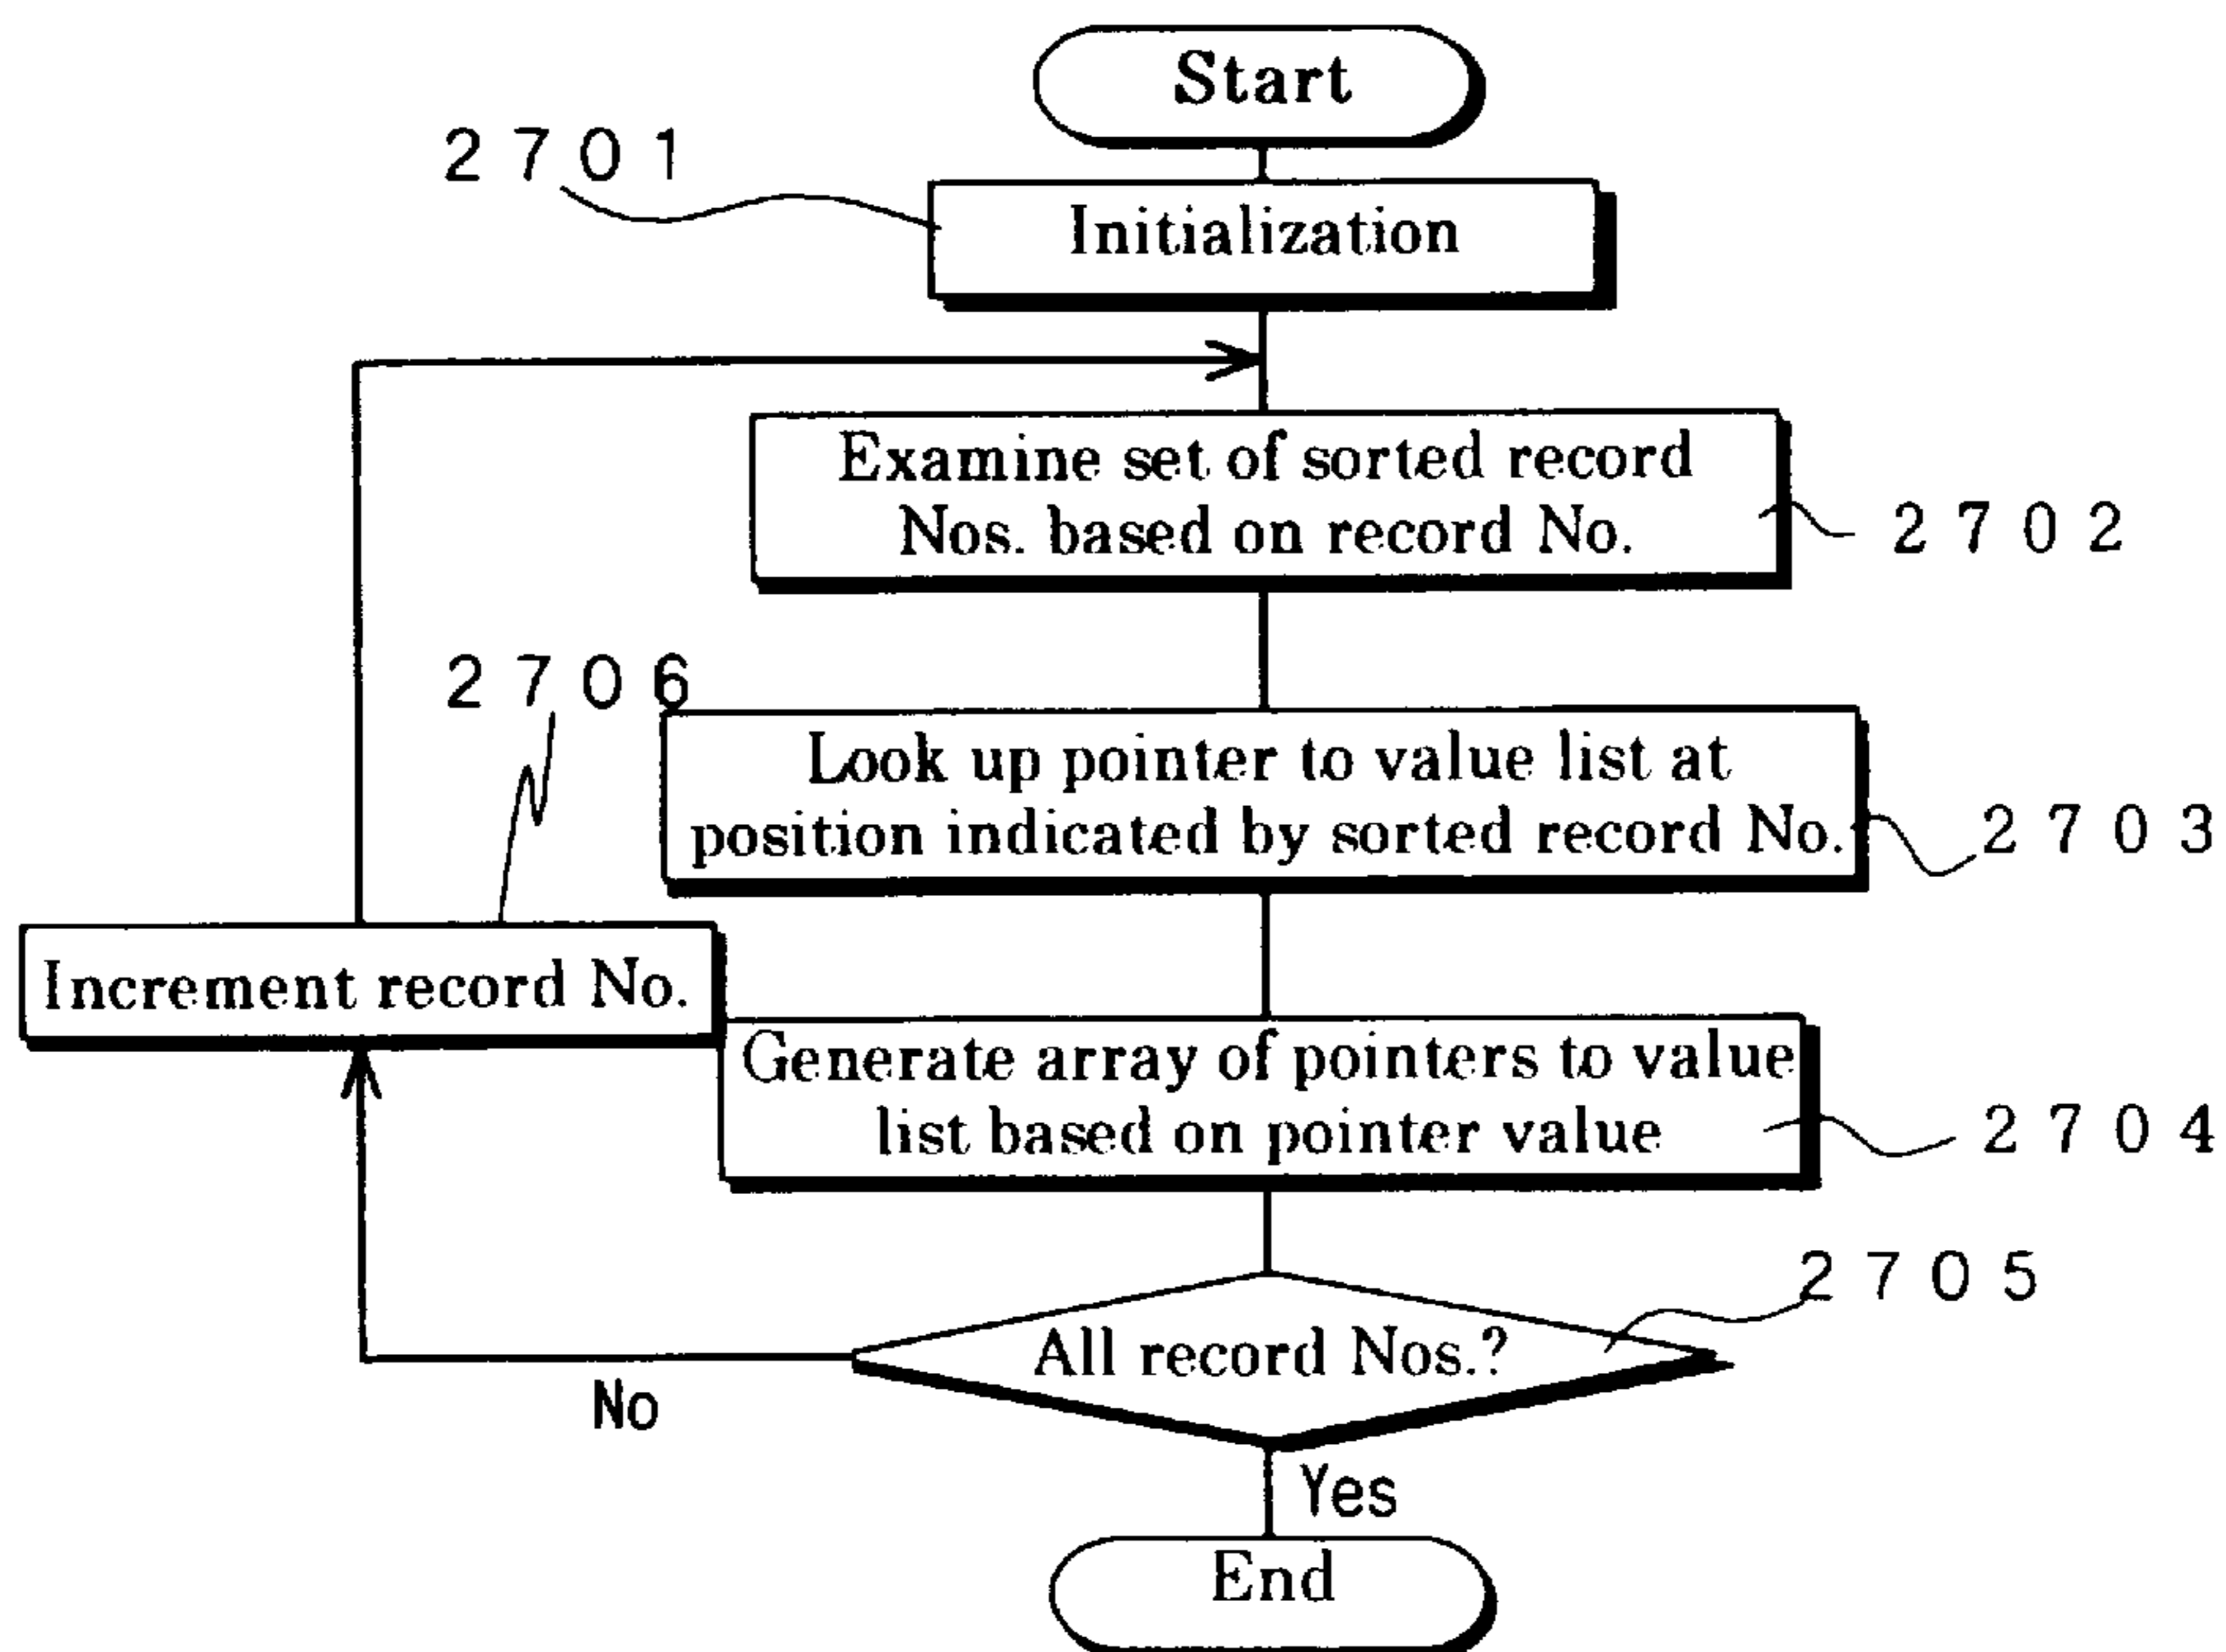 Start
2701
Initialization
Examine set of sorted record
Nos. based on record No.
2702
2706
Look up pointer to value list at
position indicated by sorted record No.
2703
Increment record No.
Generate array of pointers to value
list based on pointer value
2704
2705
All record Nos.?
No
Yes
End